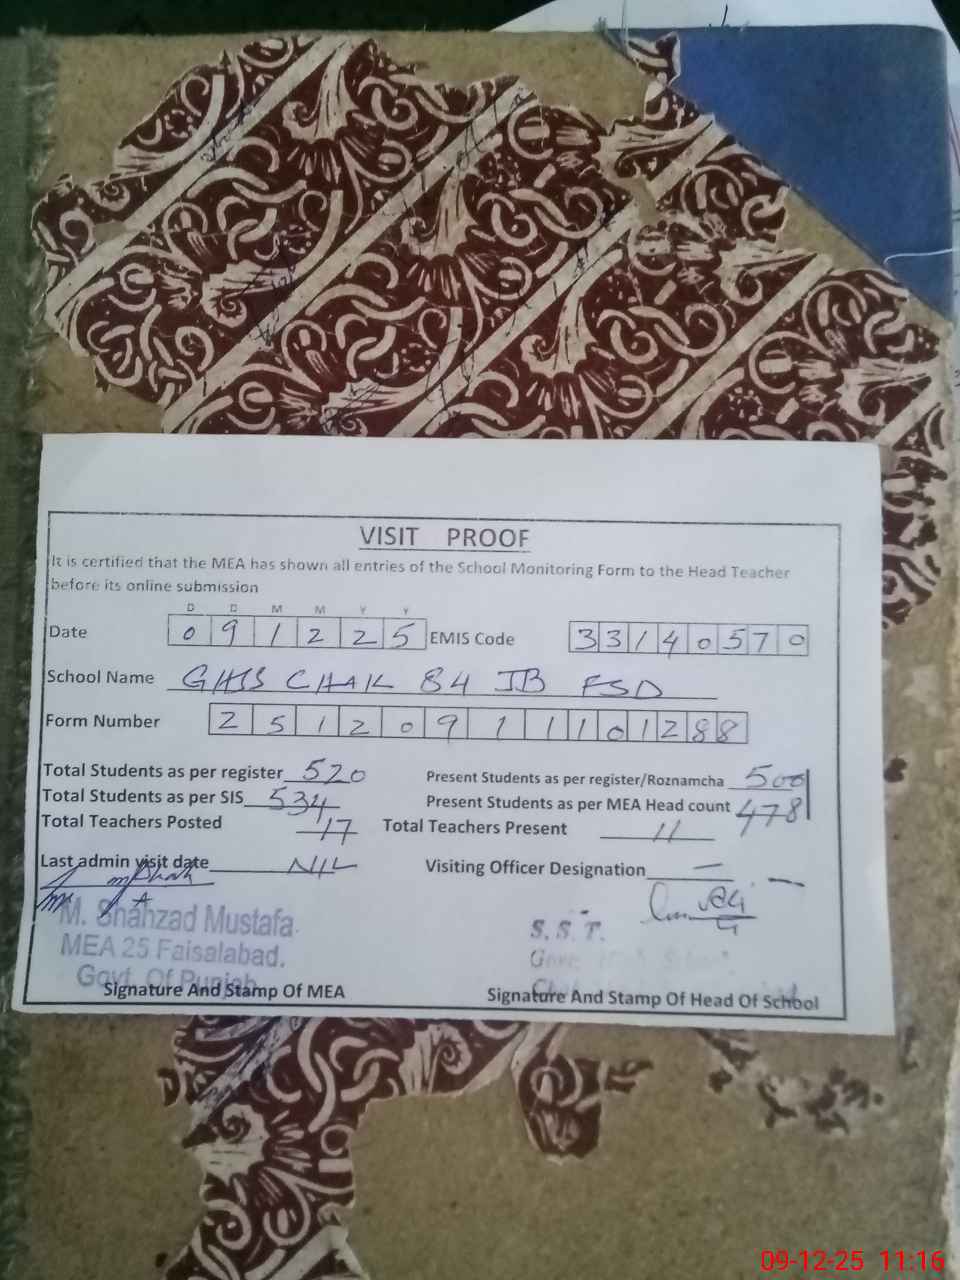 VISIT PROOF
It is certified that the MEA has shown all entries of the School Monitoring Form to the Head Teacher
before its online submission
D D M M Y Y
Date 0 9 1 2 2 5 EMIS Code 3 3 1 4 0 5 7 0
School Name GHSS CHAK 84 JB FSD
Form Number 2 5 1 2 0 9 1 1 1 0 1 2 8 8
Total Students as per register 520 Present Students as per register/Roznamcha 500
Total Students as per SIS 534 Present Students as per MEA Head count 478
Total Teachers Posted 17 Total Teachers Present 11
Last admin visit date NIL Visiting Officer Designation —
M. Shahzad Mustafa
MEA 25 Faisalabad.
Govt. Of Punjab
S. S. T.
Signature And Stamp Of MEA Signature And Stamp Of Head Of School
09-12-25 11:16